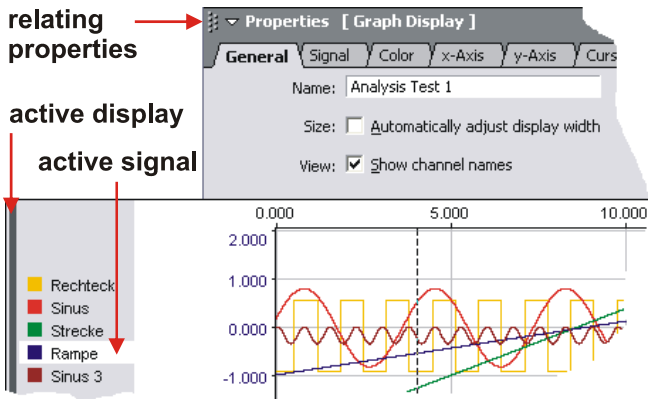 relating
properties
Properties [ Graph Display ]
General Signal Color x-Axis y-Axis Curs
Name: Analysis Test 1
Size: Automatically adjust display width
View: Show channel names
active display
active signal
0.000 5.000 10.000
2.000
1.000
0.000
-1.000
Rechteck
Sinus
Strecke
Rampe
Sinus 3